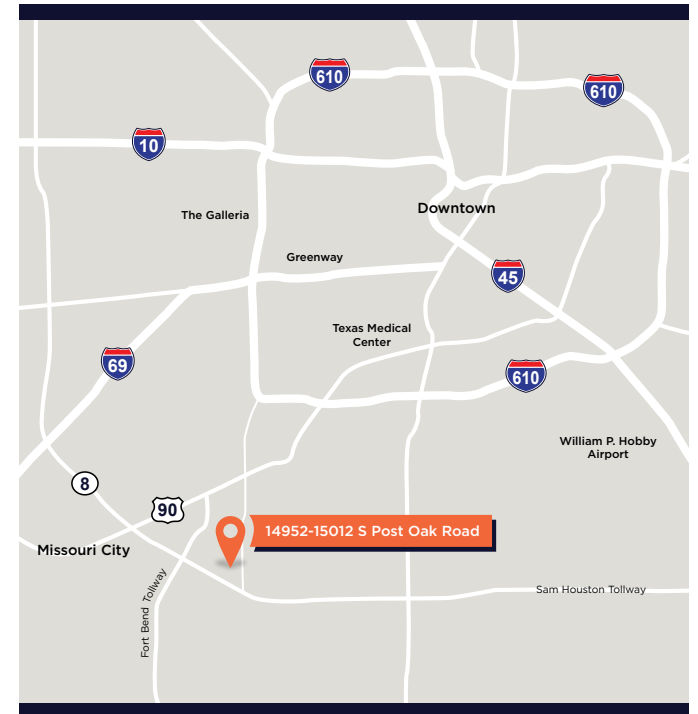 610
610
10
The Galleria
Downtown
Greenway
45
Texas Medical
Center
69
610
William P. Hobby
Airport
8
90
14952-15012 S Post Oak Road
Missouri City
Sam Houston Tollway
Fort Bend Tollway